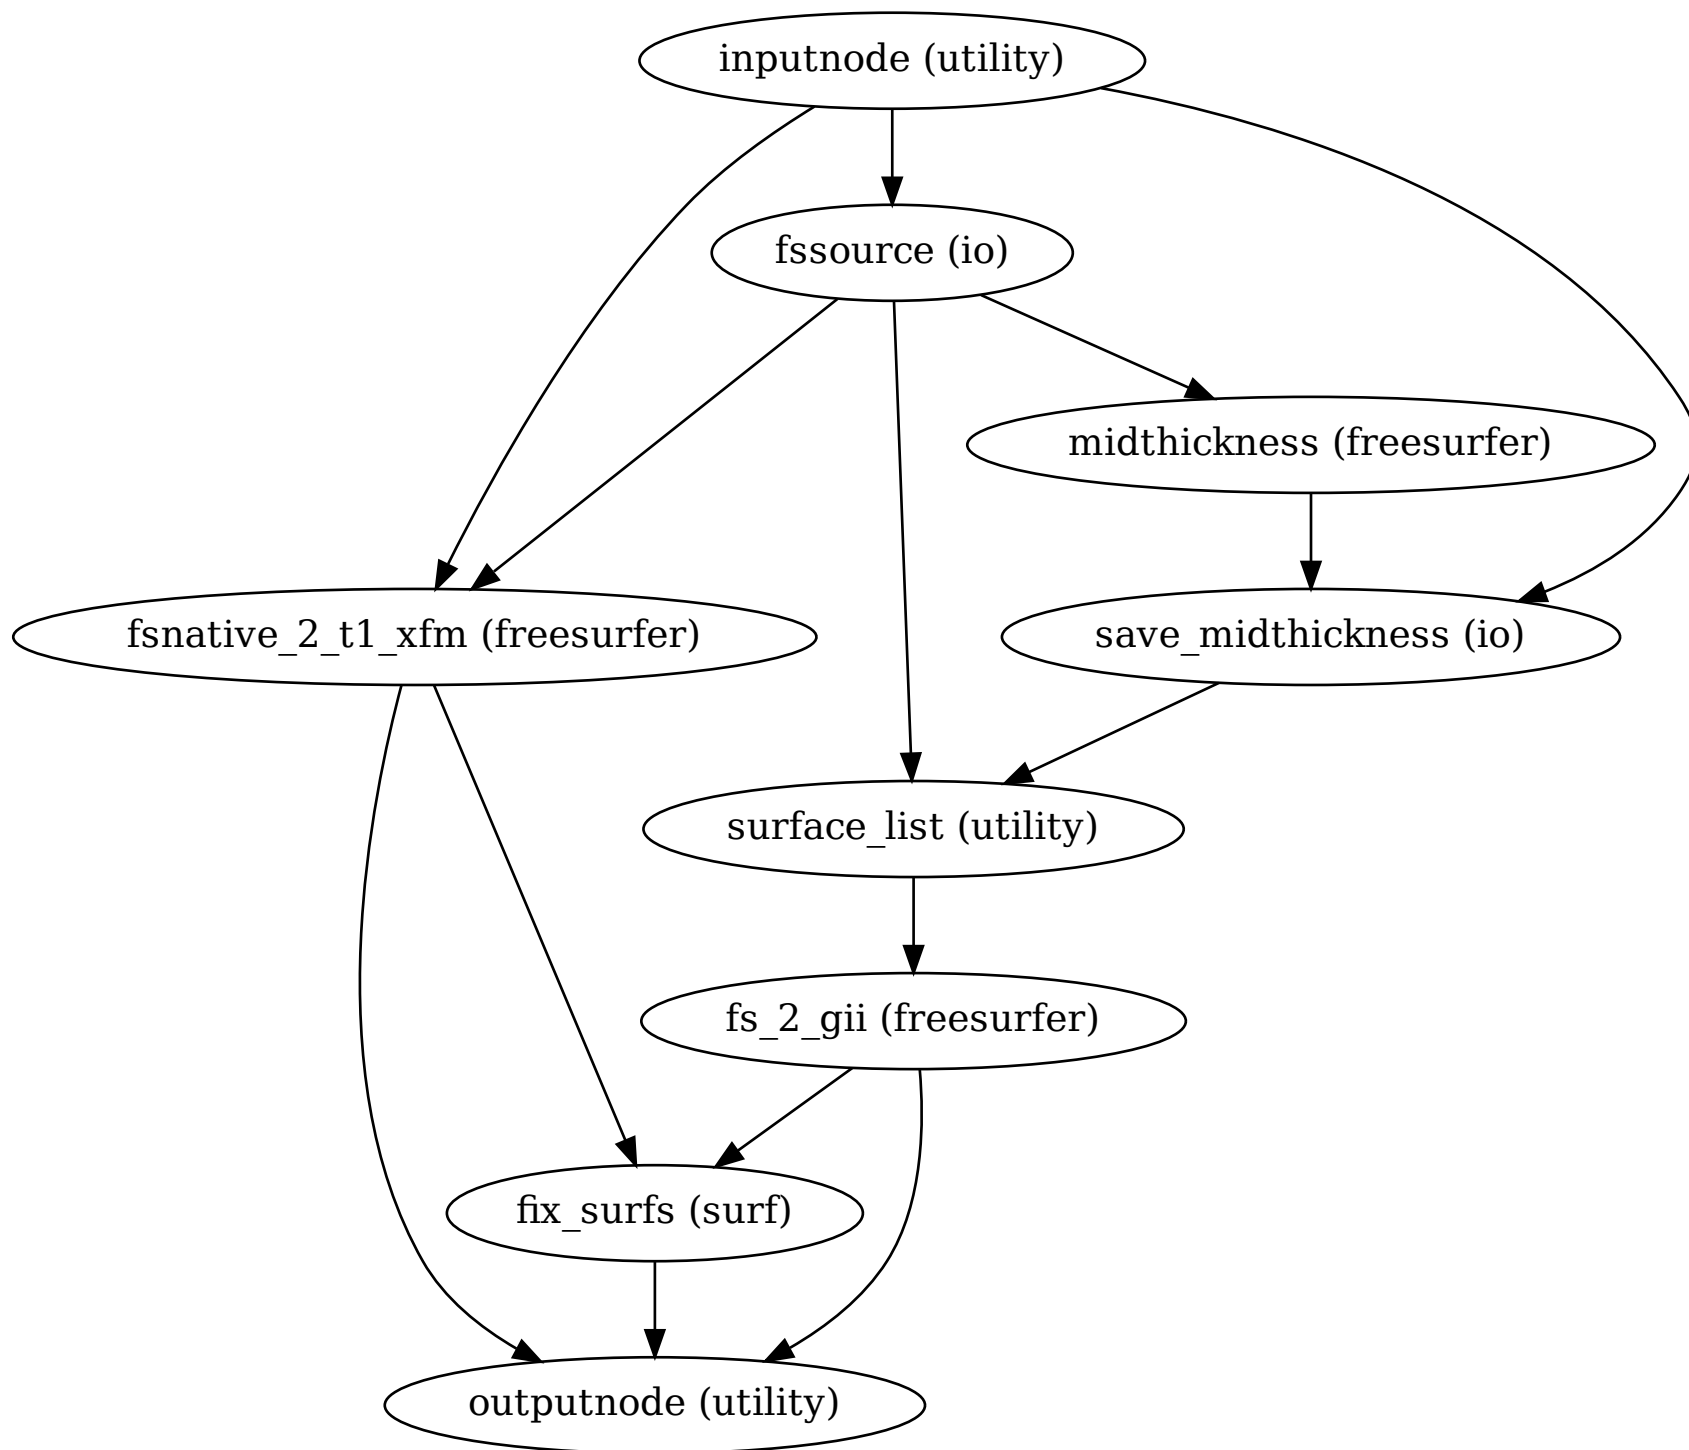 inputnode (utility)
fssource (io)
midthickness (freesurfer)
fsnative_2_t1_xfm (freesurfer)
save_midthickness (io)
surface_list (utility)
fs_2_gii (freesurfer)
fix_surfs (surf)
outputnode (utility)